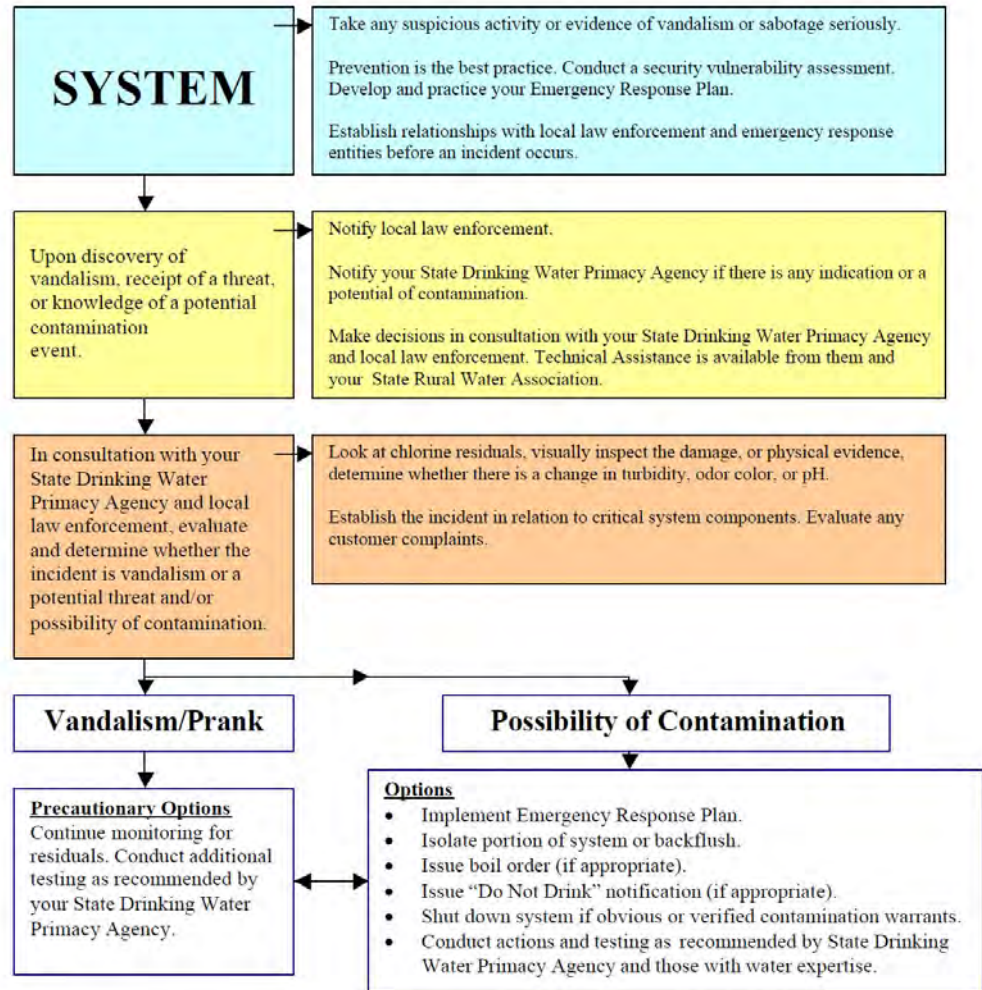 SYSTEM
Take any suspicious activity or evidence of vandalism or sabotage seriously.
Prevention is the best practice. Conduct a security vulnerability assessment.
Develop and practice your Emergency Response Plan.
Establish relationships with local law enforcement and emergency response
entities before an incident occurs.
Upon discovery of
vandalism, receipt of a threat,
or knowledge of a potential
contamination
event.
Notify local law enforcement.
Notify your State Drinking Water Primacy Agency if there is any indication or a
potential of contamination.
Make decisions in consultation with your State Drinking Water Primacy Agency
and local law enforcement. Technical Assistance is available from them and
your State Rural Water Association.
In consultation with your
State Drinking Water
Primacy Agency and local
law enforcement, evaluate
and determine whether the
incident is vandalism or a
potential threat and/or
possibility of contamination.
Look at chlorine residuals, visually inspect the damage, or physical evidence,
determine whether there is a change in turbidity, odor color, or pH.
Establish the incident in relation to critical system components. Evaluate any
customer complaints.
Vandalism/Prank
Possibility of Contamination
Precautionary Options
Continue monitoring for
residuals. Conduct additional
testing as recommended by
your State Drinking Water
Primacy Agency.
Options
• Implement Emergency Response Plan.
• Isolate portion of system or backflush.
• Issue boil order (if appropriate).
• Issue “Do Not Drink” notification (if appropriate).
• Shut down system if obvious or verified contamination warrants.
• Conduct actions and testing as recommended by State Drinking
Water Primacy Agency and those with water expertise.